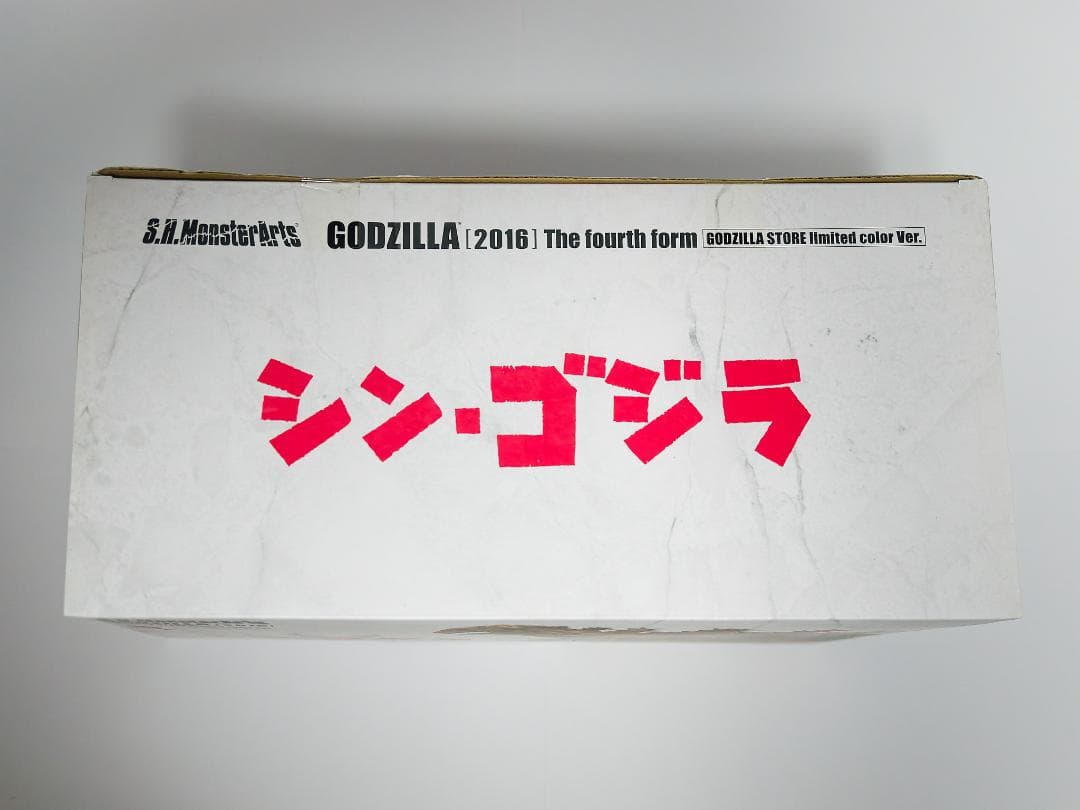 S.H.MonsterArts GODZILLA [2016] The fourth form GODZILLA STORE limited color Ver.
シン・ゴジラ